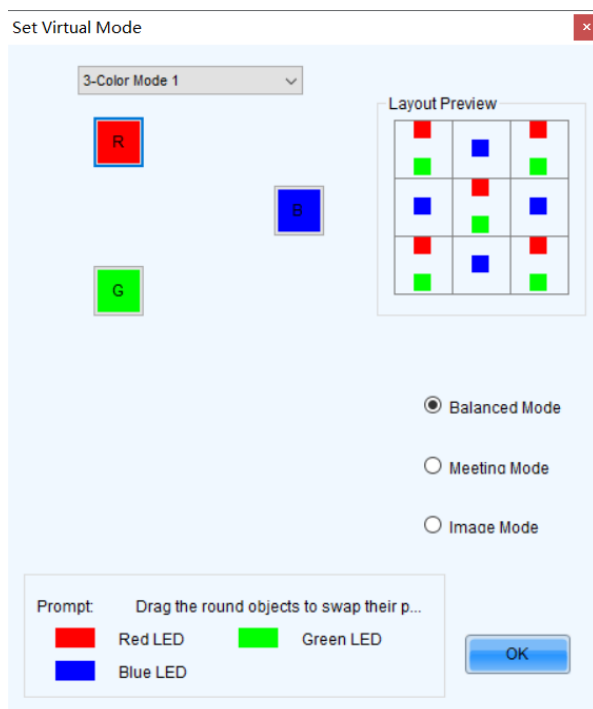 Set Virtual Mode
×
3-Color Mode 1
Layout Preview
R
B
G
Balanced Mode
Meeting Mode
Image Mode
Prompt: Drag the round objects to swap their p...
Red LED Green LED
Blue LED
OK